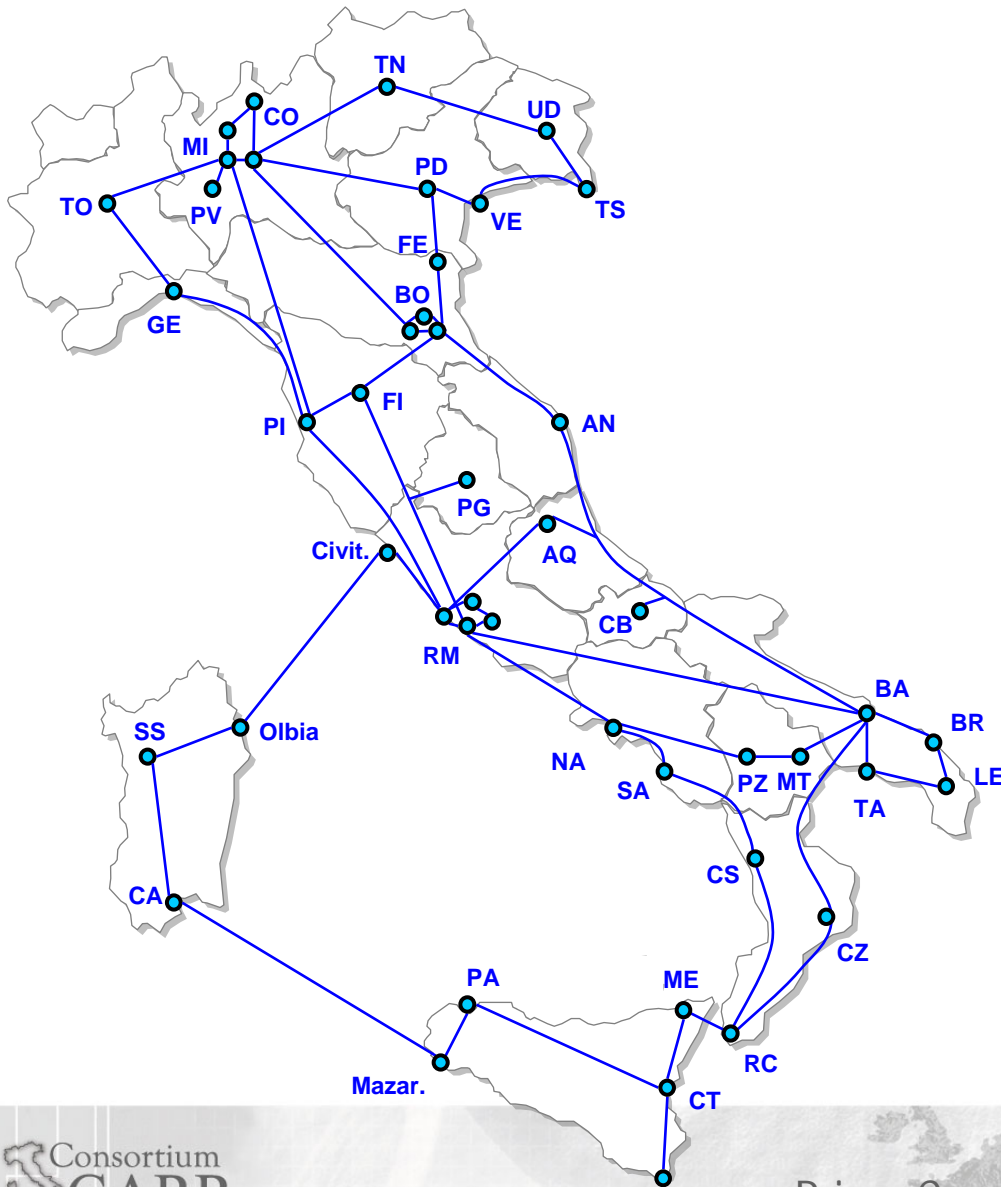 TN
CO
UD
MI
PD
TO
PV
VE
TS
FE
BO
GE
FI
PI
AN
PG
Civit.
AQ
CB
RM
BA
SS
Olbia
BR
NA
PZ
MT
LE
SA
TA
CS
CA
CZ
PA
ME
RC
Mazar.
CT
Consortium